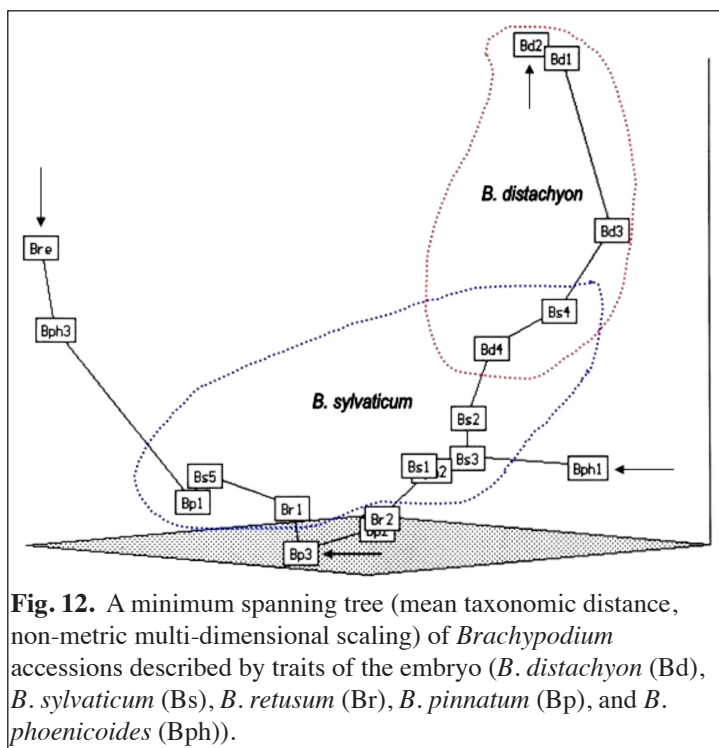 Bd2
Bd1
B. distachyon
Bd3
Bre
Bph3
Bs4
Bd4
B. sylvaticum
Bs2
Bs1
Bs3
Bph1
Bs5
Bp1
Br1
Br2
Bp3
Fig. 12. A minimum spanning tree (mean taxonomic distance,
non-metric multi-dimensional scaling) of Brachypodium
accessions described by traits of the embryo (B. distachyon (Bd),
B. sylvaticum (Bs), B. retusum (Br), B. pinnatum (Bp), and B.
phoenicoides (Bph)).